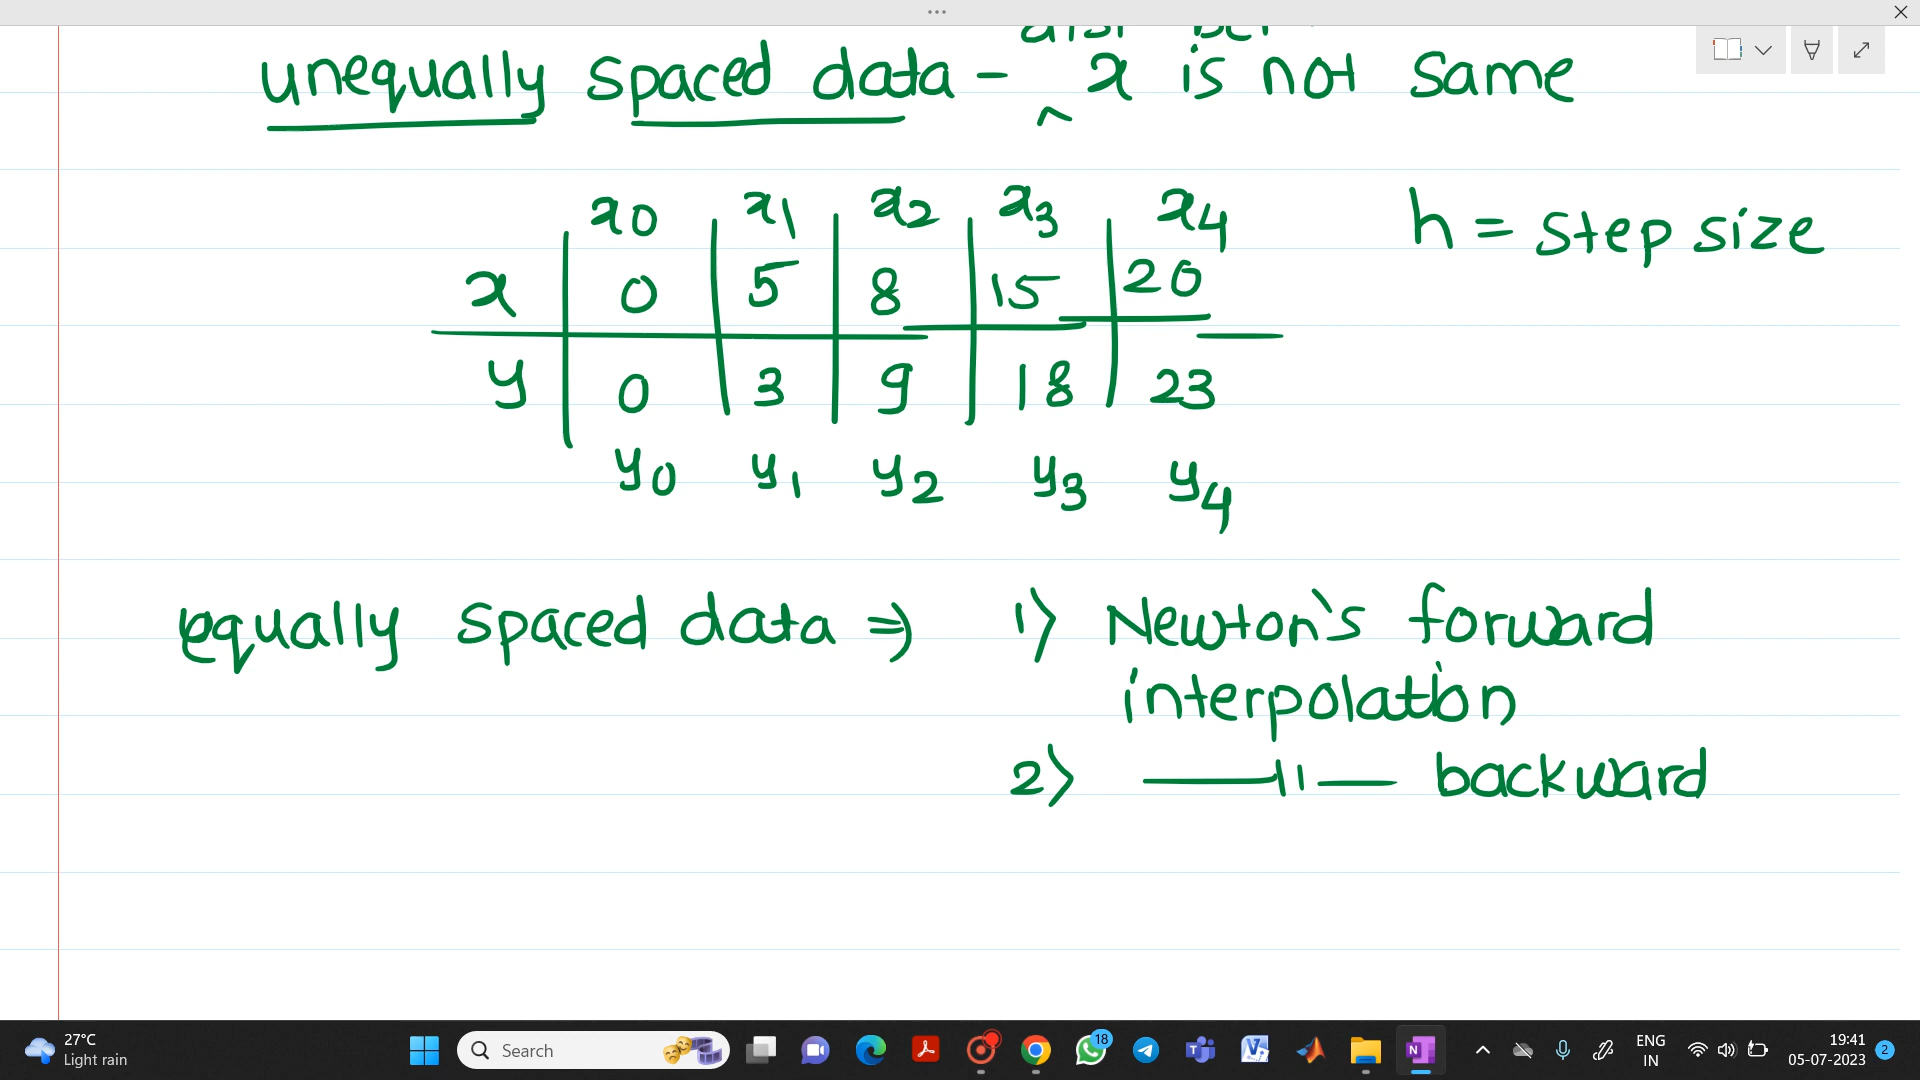 unequally spaced data - x is not same
^
x0 x1 x2 x3 x4 h = step size
x 0 5 8 15 20
y 0 3 9 18 23
y0 y1 y2 y3 y4
equally spaced data ⇒ 1) Newton's forward
interpolation
2) —॥— backward
27°C
Light rain
Search
18
ENG
IN
19:41
05-07-2023
2